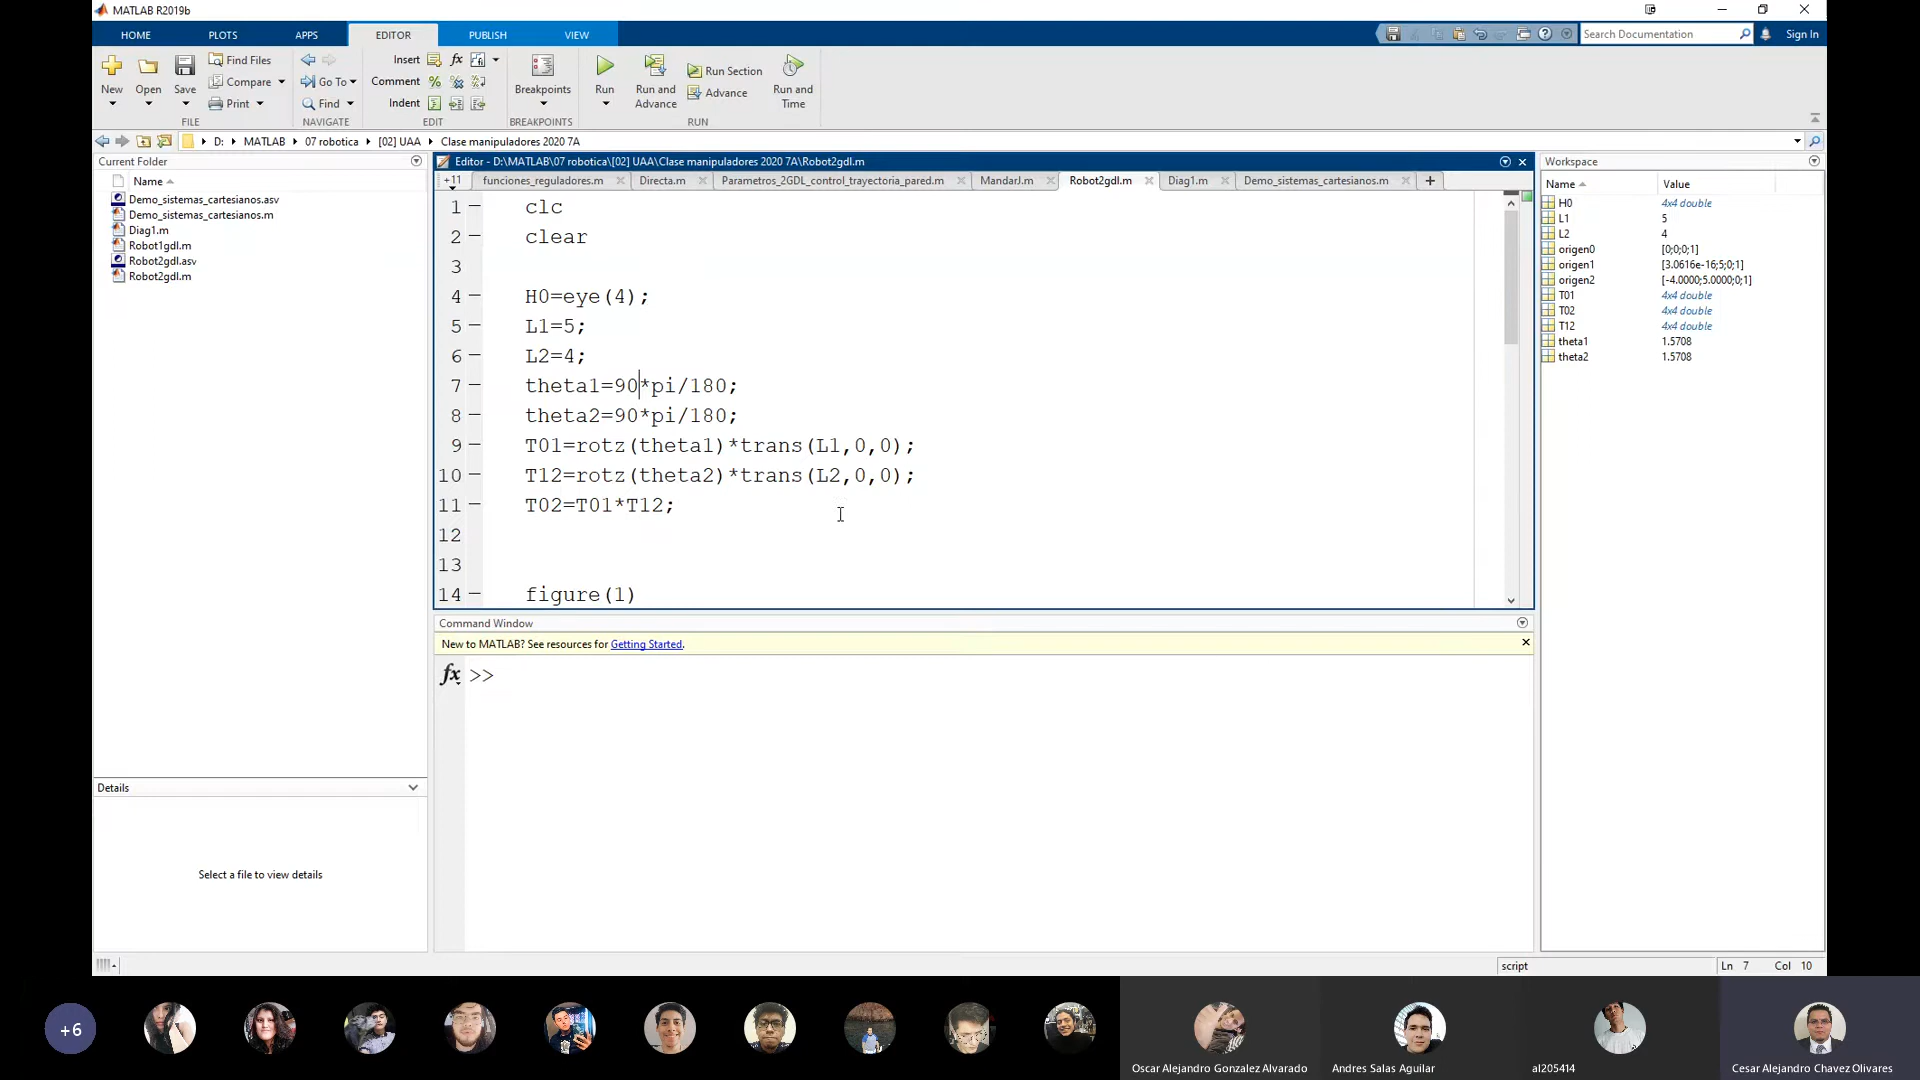 MATLAB R2019b
HOME PLOTS APPS EDITOR PUBLISH VIEW Search Documentation Sign In
New Open Save Find Files Compare Print Go To Find Insert fx Comment Indent Breakpoints Run Run and Advance Run Section Advance Run and Time
FILE NAVIGATE EDIT BREAKPOINTS RUN
D: MATLAB 07 robotica [02] UAA Clase manipuladores 2020 7A
Current Folder
Name
Demo_sistemas_cartesianos.asv
Demo_sistemas_cartesianos.m
Diag1.m
Robot1gdl.m
Robot2gdl.asv
Robot2gdl.m
Details
Select a file to view details
Editor - D:\MATLAB\07 robotica\[02] UAA\Clase manipuladores 2020 7A\Robot2gdl.m
+11 funciones_reguladores.m Directa.m Parametros_2GDL_control_trayectoria_pared.m MandarJ.m Robot2gdl.m Diag1.m Demo_sistemas_cartesianos.m +
1 clc
2 clear
3
4 H0=eye(4);
5 L1=5;
6 L2=4;
7 theta1=90*pi/180;
8 theta2=90*pi/180;
9 T01=rotz(theta1)*trans(L1,0,0);
10 T12=rotz(theta2)*trans(L2,0,0);
11 T02=T01*T12;
12
13
14 figure(1)
Command Window
New to MATLAB? See resources for Getting Started.
fx >>
Workspace
Name Value
H0 4x4 double
L1 5
L2 4
origen0 [0;0;0;1]
origen1 [3.0616e-16;5;0;1]
origen2 [-4.0000;5.0000;0;1]
T01 4x4 double
T02 4x4 double
T12 4x4 double
theta1 1.5708
theta2 1.5708
script Ln 7 Col 10
+6
Oscar Alejandro Gonzalez Alvarado
Andres Salas Aguilar
al205414
Cesar Alejandro Chavez Olivares